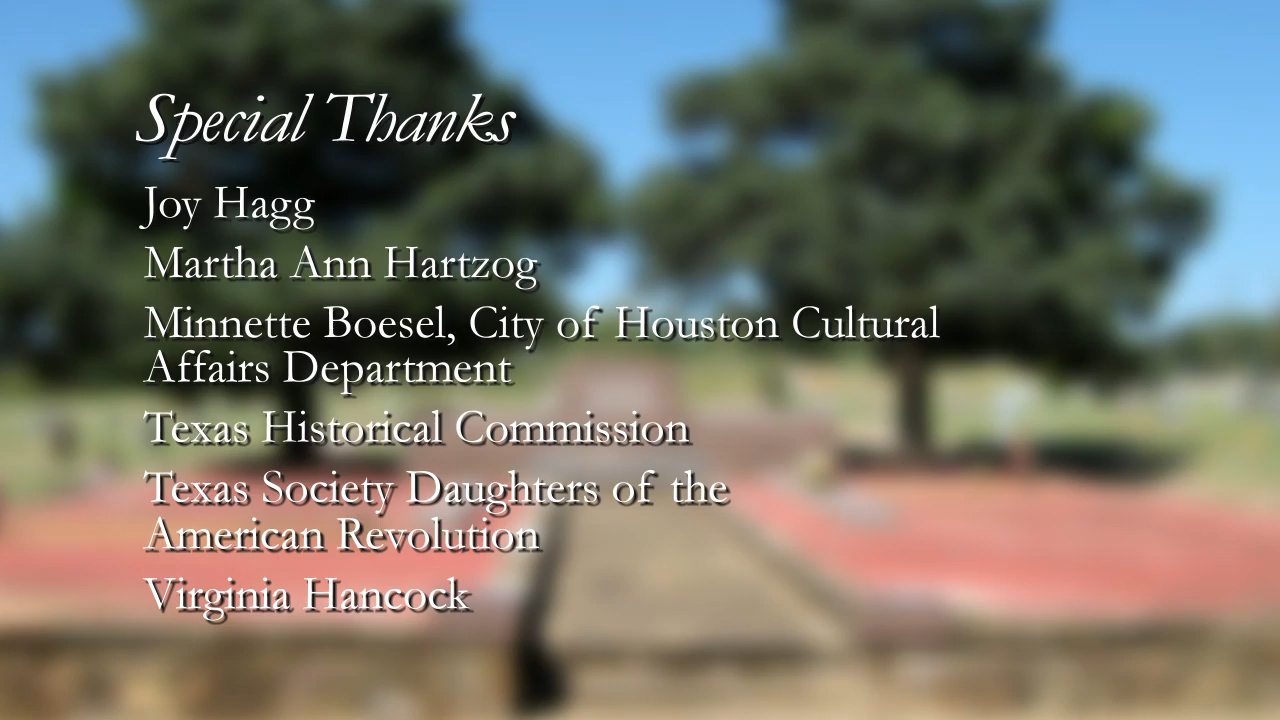 Special Thanks
Joy Hagg
Martha Ann Hartzog
Minnette Boesel, City of Houston Cultural
Affairs Department
Texas Historical Commission
Texas Society Daughters of the
American Revolution
Virginia Hancock